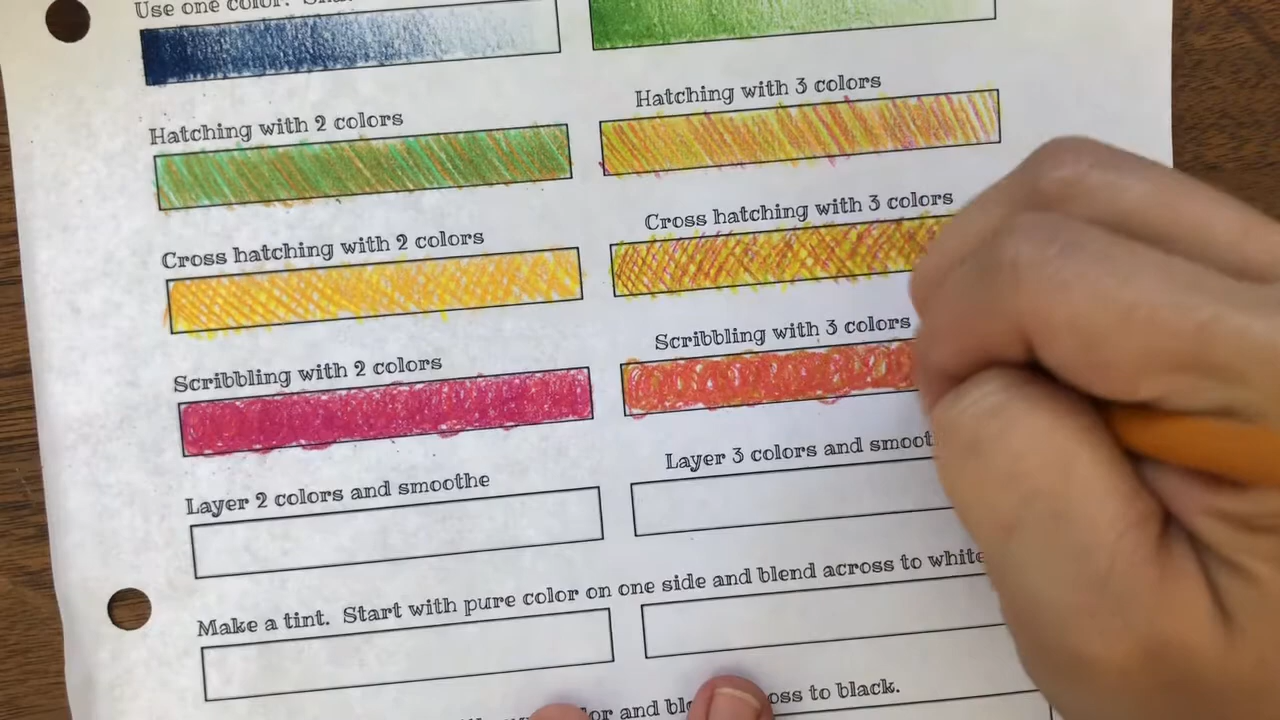 Use one color.
Hatching with 2 colors
Hatching with 3 colors
Cross hatching with 2 colors
Cross hatching with 3 colors
Scribbling with 2 colors
Scribbling with 3 colors
Layer 2 colors and smoothe
Layer 3 colors and smoot
Make a tint. Start with pure color on one side and blend across to white
or and blo oss to black.